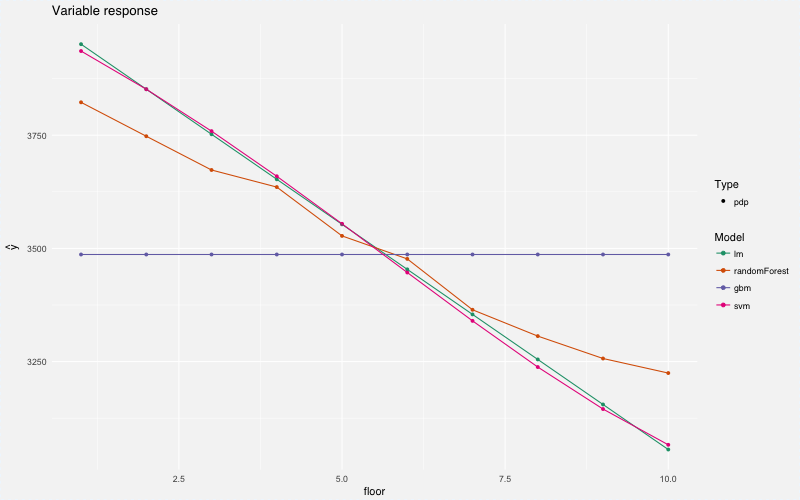 Variable response
ŷ
3750
3500
3250
2.5
5.0
7.5
10.0
floor
Type
pdp
Model
lm
randomForest
gbm
svm